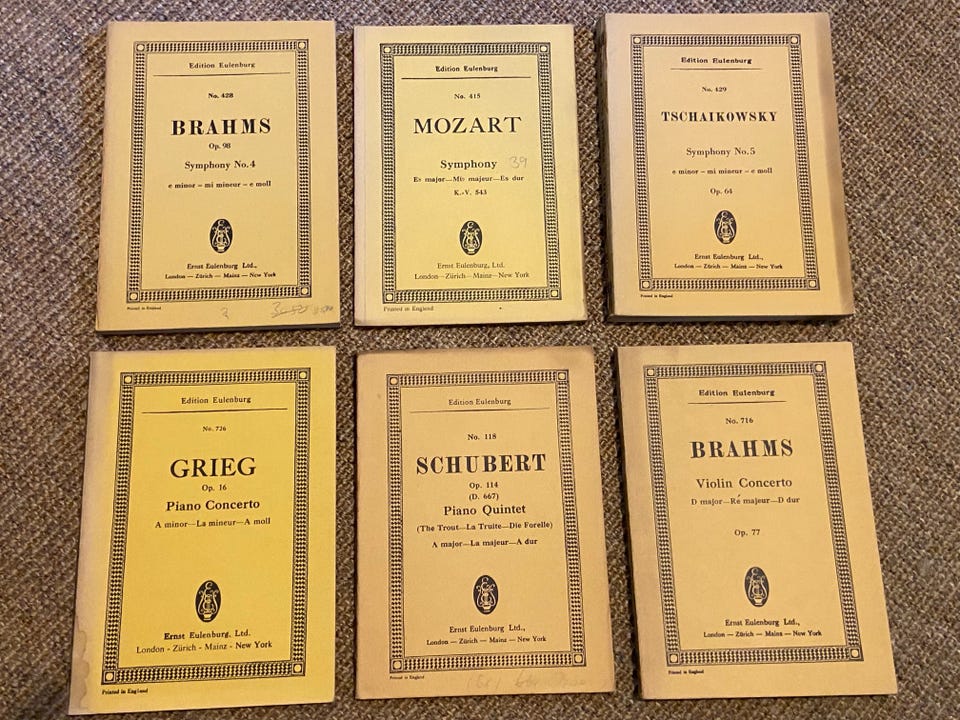 Edition Eulenburg
No. 428
BRAHMS
Op. 98
Symphony No. 4
e minor – mi mineur – e moll
Ernst Eulenburg Ltd.,
London — Zürich — Mainz — New York
Printed in England
Edition Eulenburg
No. 415
MOZART
Symphony 39
E♭ major—Mi♭ majeur—Es dur
K.-V. 543
Ernst Eulenburg, Ltd.
London—Zürich—Mainz—New York
Printed in England
Edition Eulenburg
No. 429
TSCHAIKOWSKY
Symphony No. 5
e minor – mi mineur – e moll
Op. 64
Ernst Eulenburg Ltd.,
London – Zürich – Mainz – New York
Printed in England
Edition Eulenburg
No. 726
GRIEG
Op. 16
Piano Concerto
A minor—La mineur—A moll
Ernst Eulenburg, Ltd.
London - Zürich - Mainz - New York
Printed in England
Edition Eulenburg
No. 118
SCHUBERT
Op. 114
(D. 667)
Piano Quintet
(The Trout—La Truite—Die Forelle)
A major—La majeur—A dur
Ernst Eulenburg Ltd.,
London — Zürich — Mainz — New York
Printed in England
Edition Eulenburg
No. 716
BRAHMS
Violin Concerto
D major—Ré majeur—D dur
Op. 77
Ernst Eulenburg Ltd.,
London — Zürich — Mainz — New York
Printed in England